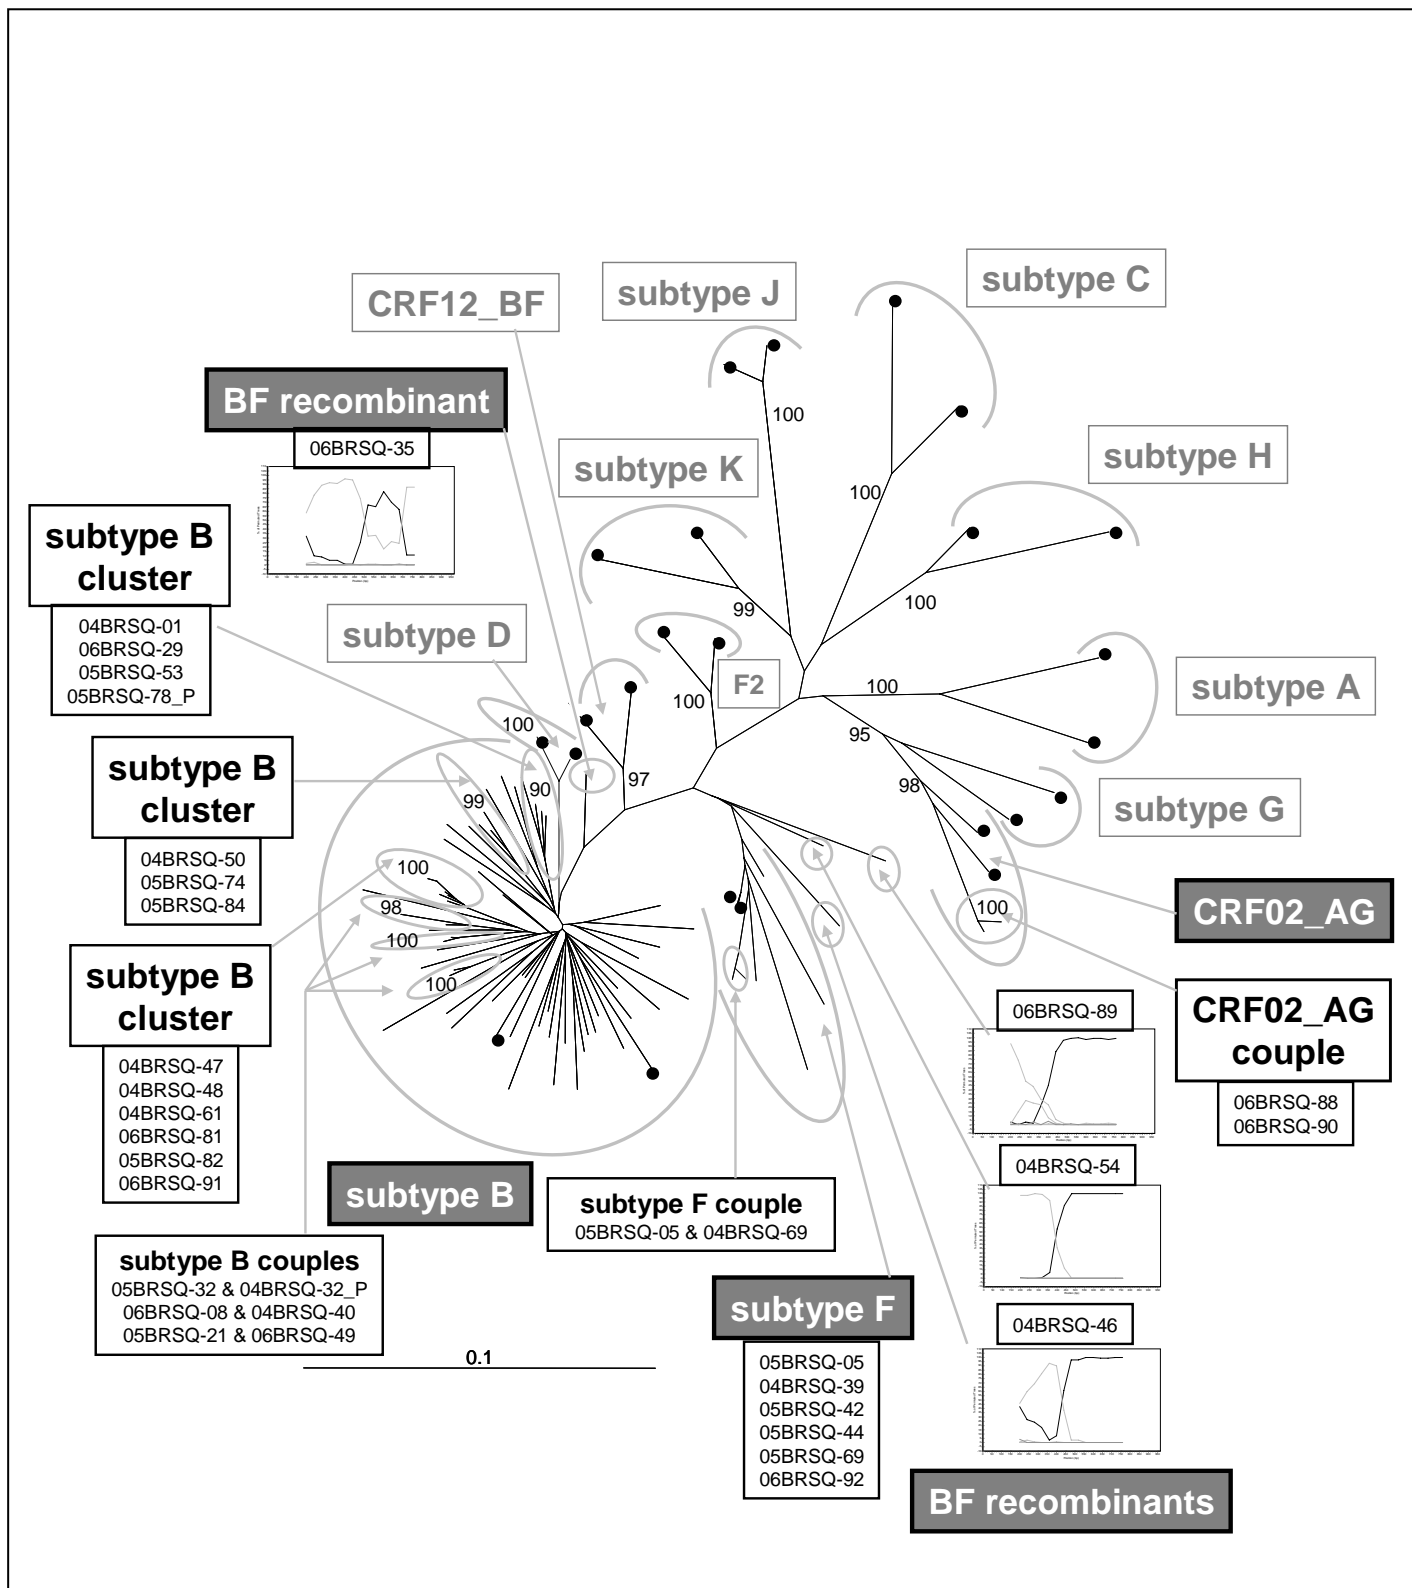 subtype C
subtype J
CRF12_BF
BF recombinant
06BRSQ-35
100
subtype K
subtype H
100
100
99
subtype B
cluster
04BRSQ-01
06BRSQ-29
05BRSQ-53
05BRSQ-78_P
subtype D
F2
100
100
subtype A
100
95
97
98
90
99
subtype B
cluster
04BRSQ-50
05BRSQ-74
05BRSQ-84
subtype G
100
98
100
100
100
CRF02_AG
subtype B
cluster
04BRSQ-47
04BRSQ-48
04BRSQ-61
06BRSQ-81
05BRSQ-82
06BRSQ-91
CRF02_AG
couple
06BRSQ-88
06BRSQ-90
06BRSQ-89
04BRSQ-54
04BRSQ-46
BF recombinants
subtype B
subtype F couple
05BRSQ-05 & 04BRSQ-69
subtype B couples
05BRSQ-32 & 04BRSQ-32_P
06BRSQ-08 & 04BRSQ-40
05BRSQ-21 & 06BRSQ-49
subtype F
05BRSQ-05
04BRSQ-39
05BRSQ-42
05BRSQ-44
05BRSQ-69
06BRSQ-92
0.1